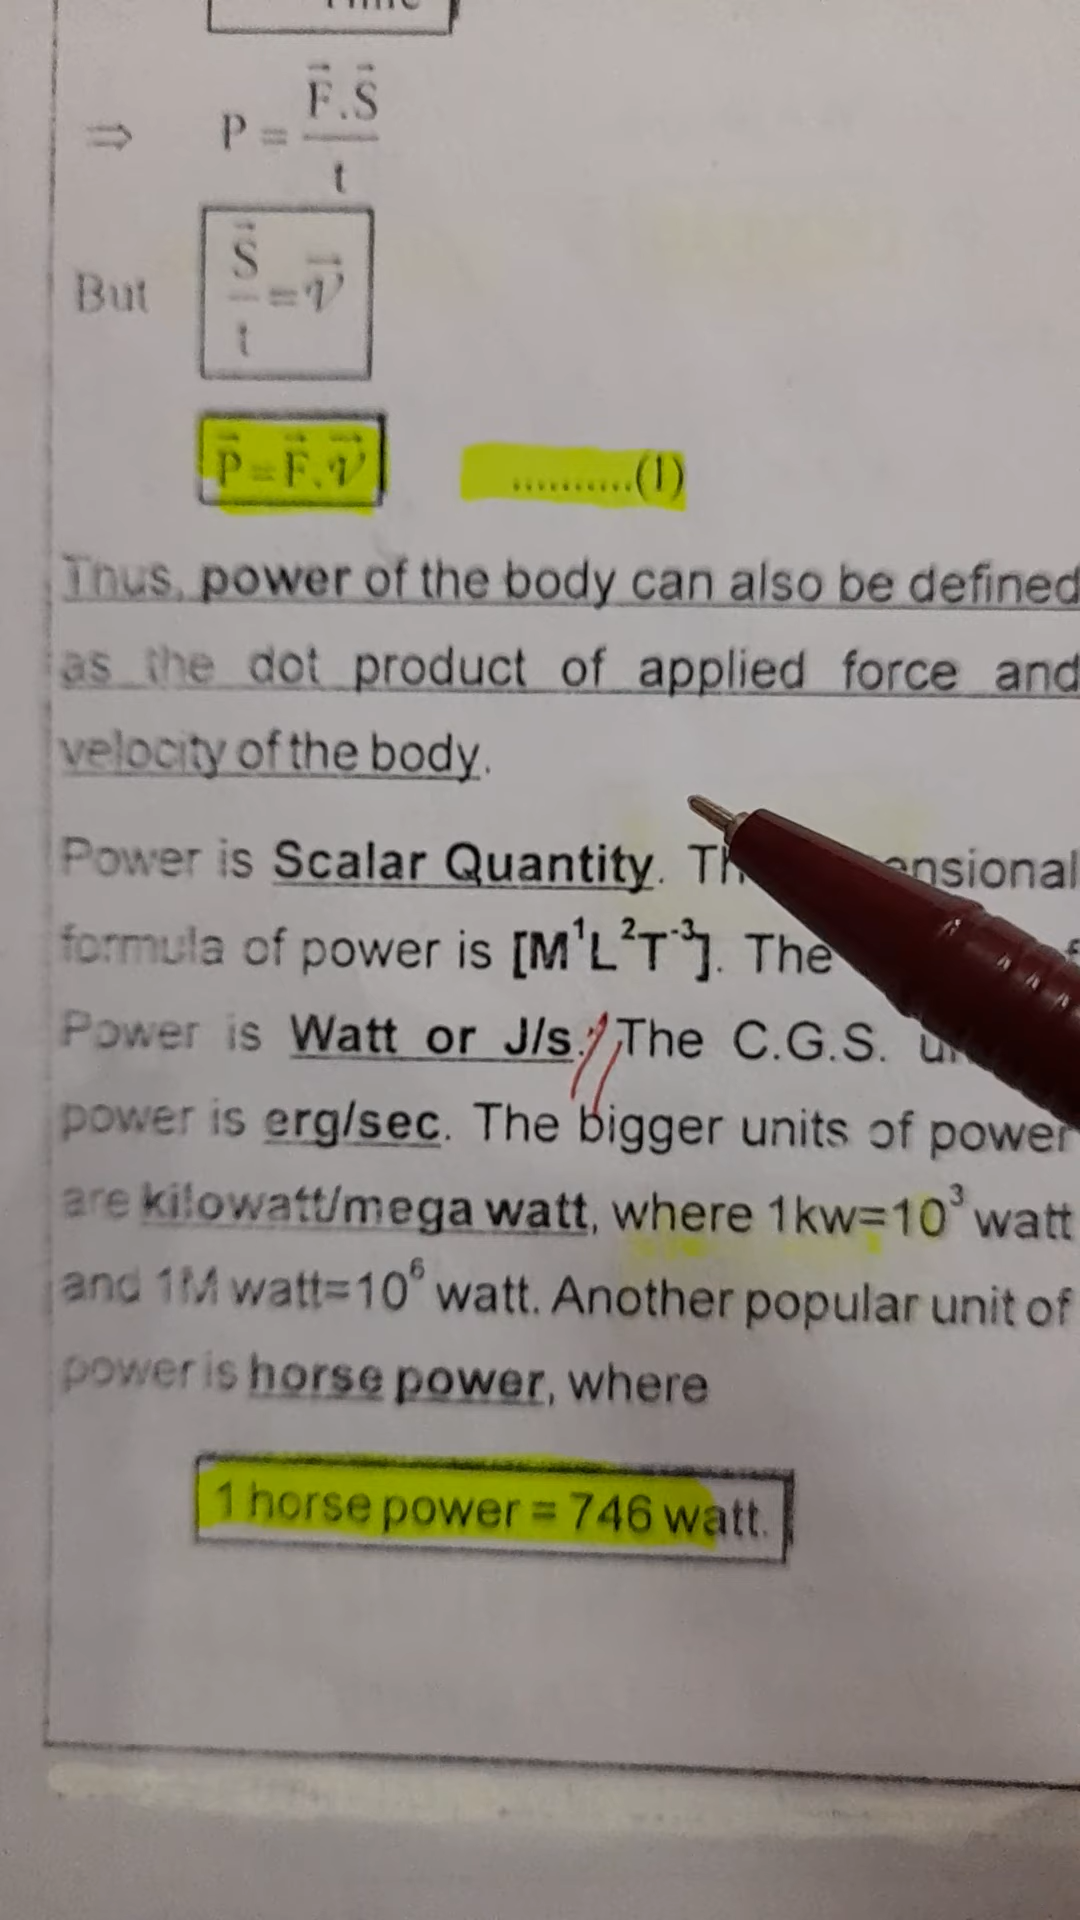 ⇒ P = F⃗.S⃗ / t
But S⃗ / t = v⃗
P⃗ = F⃗.v⃗ ..........(1)
Thus, power of the body can also be defined
as the dot product of applied force and
velocity of the body.
Power is Scalar Quantity.
formula of power is [M¹L²T⁻³]. The
Power is Watt or J/s. The C.G.S.
power is erg/sec. The bigger units of power
are kilowatt/mega watt, where 1kw=10³ watt
and 1M watt=10⁶ watt. Another popular unit of
power is horse power, where
1 horse power = 746 watt.